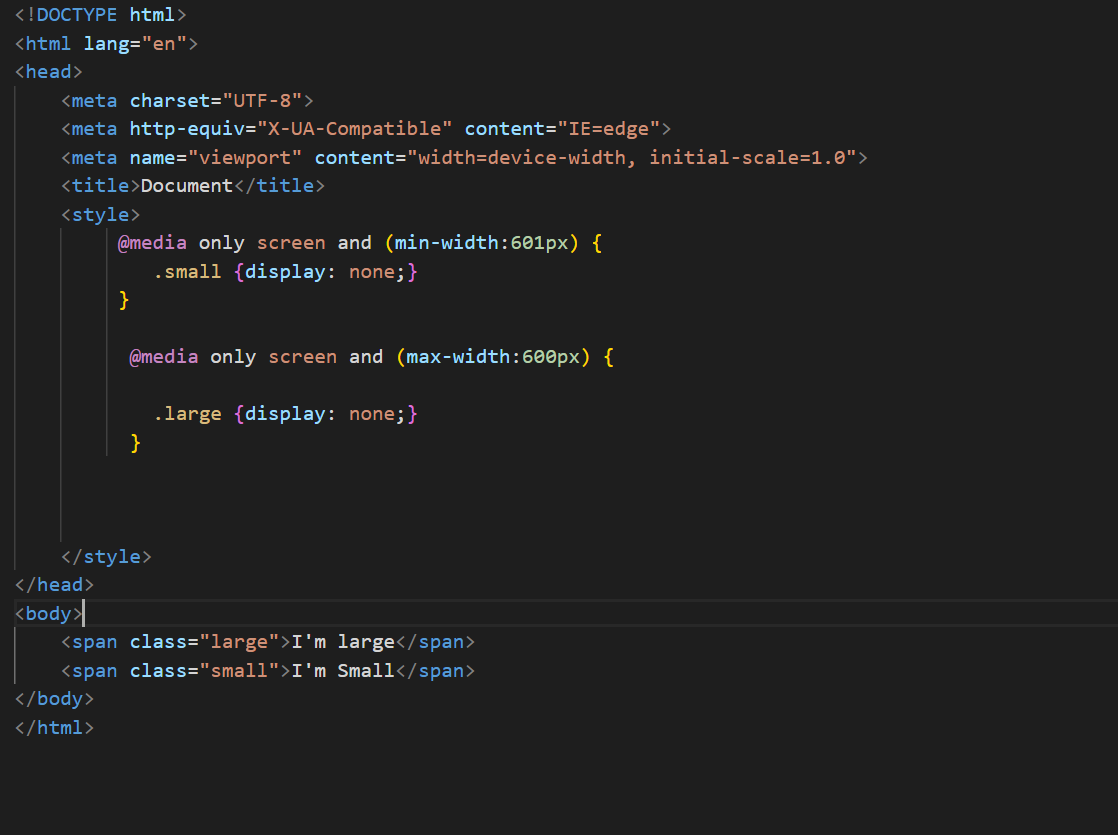 <!DOCTYPE html>
<html lang="en">
<head>
    <meta charset="UTF-8">
    <meta http-equiv="X-UA-Compatible" content="IE=edge">
    <meta name="viewport" content="width=device-width, initial-scale=1.0">
    <title>Document</title>
    <style>
         @media only screen and (min-width:601px) {
            .small {display: none;}
         }
          @media only screen and (max-width:600px) {
            .large {display: none;}
          }
    </style>
</head>
<body>
    <span class="large">I'm large</span>
    <span class="small">I'm Small</span>
</body>
</html>